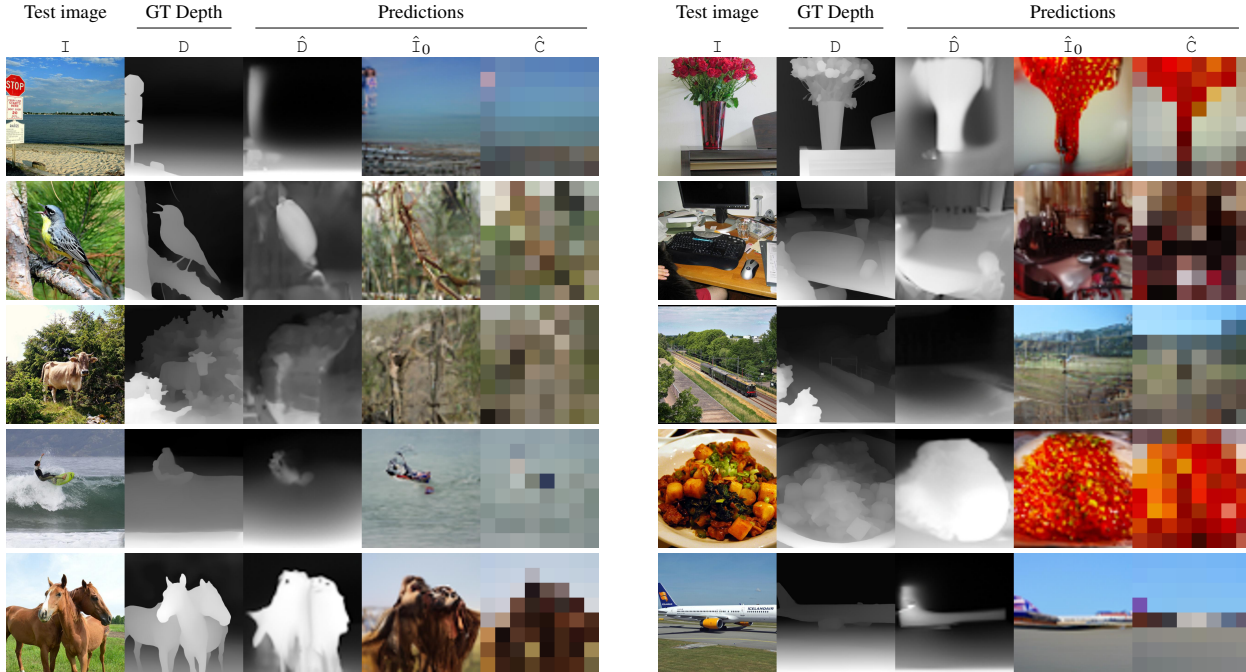 Test image GT Depth Predictions Test image GT Depth Predictions
I D D̂ Î₀ Ĉ I D D̂ Î₀ Ĉ
STOP
ICELANDAIR